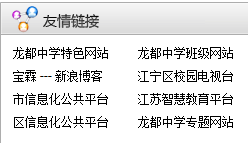 友情链接
龙都中学特色网站 龙都中学班级网站
宝霖 --- 新浪博客 江宁区校园电视台
市信息化公共平台 江苏智慧教育平台
区信息化公共平台 龙都中学专题网站